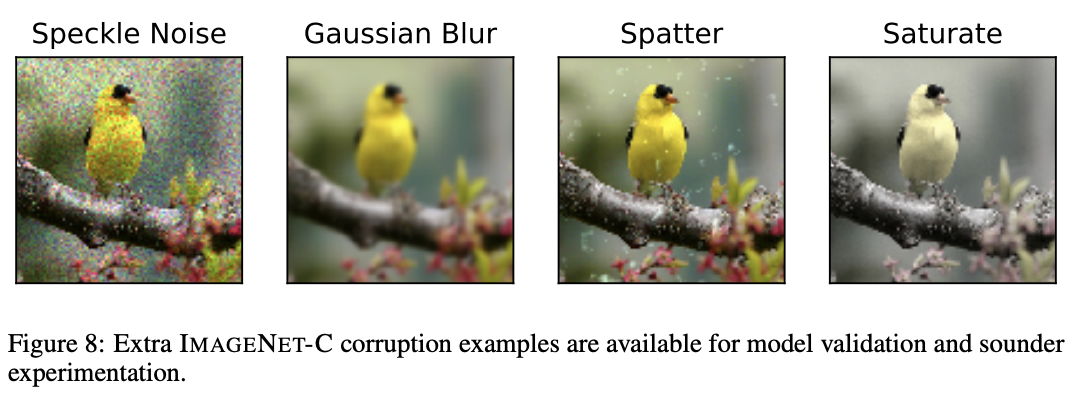 Speckle Noise Gaussian Blur Spatter Saturate
Figure 8: Extra IMAGENET-C corruption examples are available for model validation and sounder
experimentation.